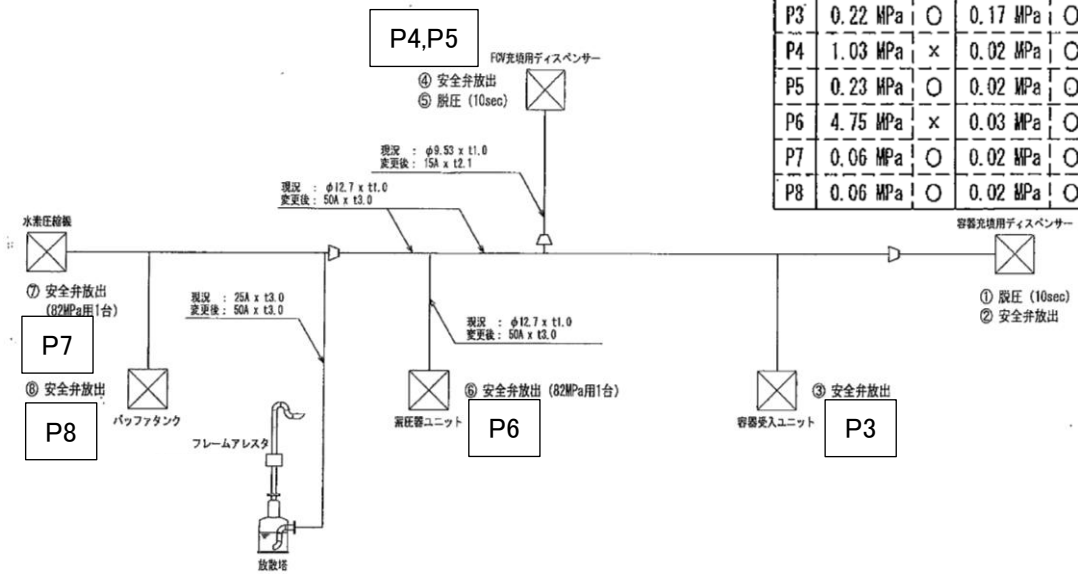 P3 0.22 MPa ○ 0.17 MPa ○
P4 1.03 MPa × 0.02 MPa ○
P5 0.23 MPa ○ 0.02 MPa ○
P6 4.75 MPa × 0.03 MPa ○
P7 0.06 MPa ○ 0.02 MPa ○
P8 0.06 MPa ○ 0.02 MPa ○
P4,P5
FCV充填用ディスペンサー
④ 安全弁放出
⑤ 脱圧 (10sec)
現況 : φ9.53 x t1.0
変更後: 15A x t2.1
現況 : φ12.7 x t1.0
変更後: 50A x t3.0
水素圧縮機
容器充填用ディスペンサー
⑦ 安全弁放出
(82MPa用1台)
P7
現況 : 25A x t3.0
変更後: 50A x t3.0
現況 : φ12.7 x t1.0
変更後: 50A x t3.0
① 脱圧 (10sec)
② 安全弁放出
⑧ 安全弁放出
P8
バッファタンク
⑥ 安全弁放出 (82MPa用1台)
P6
蓄圧器ユニット
③ 安全弁放出
P3
容器受入ユニット
フレームアレスタ
放散塔